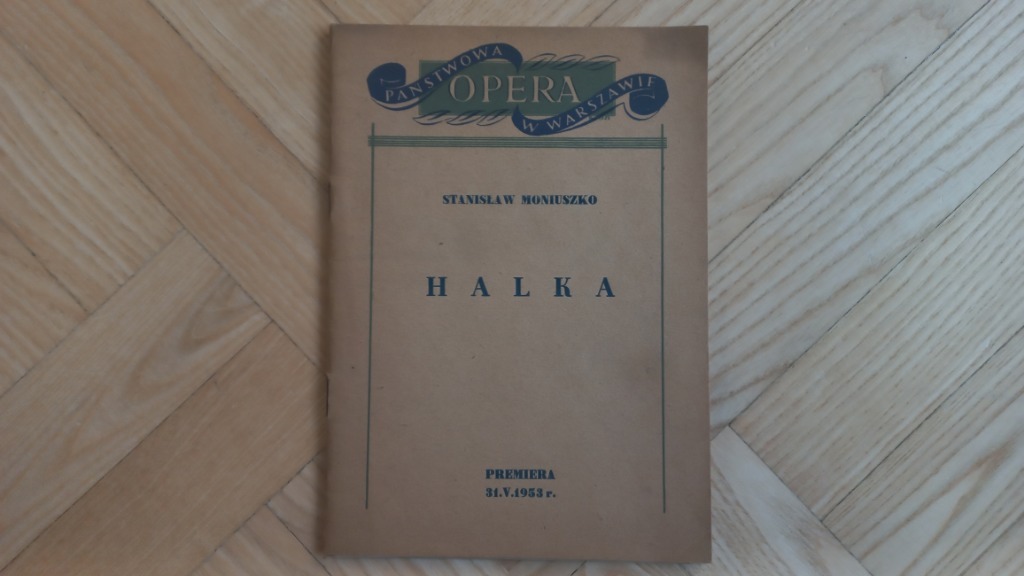 PAŃSTWOWA
OPERA
W WARSZAWIE
STANISŁAW MONIUSZKO
HALKA
PREMIERA
31.V.1953 r.